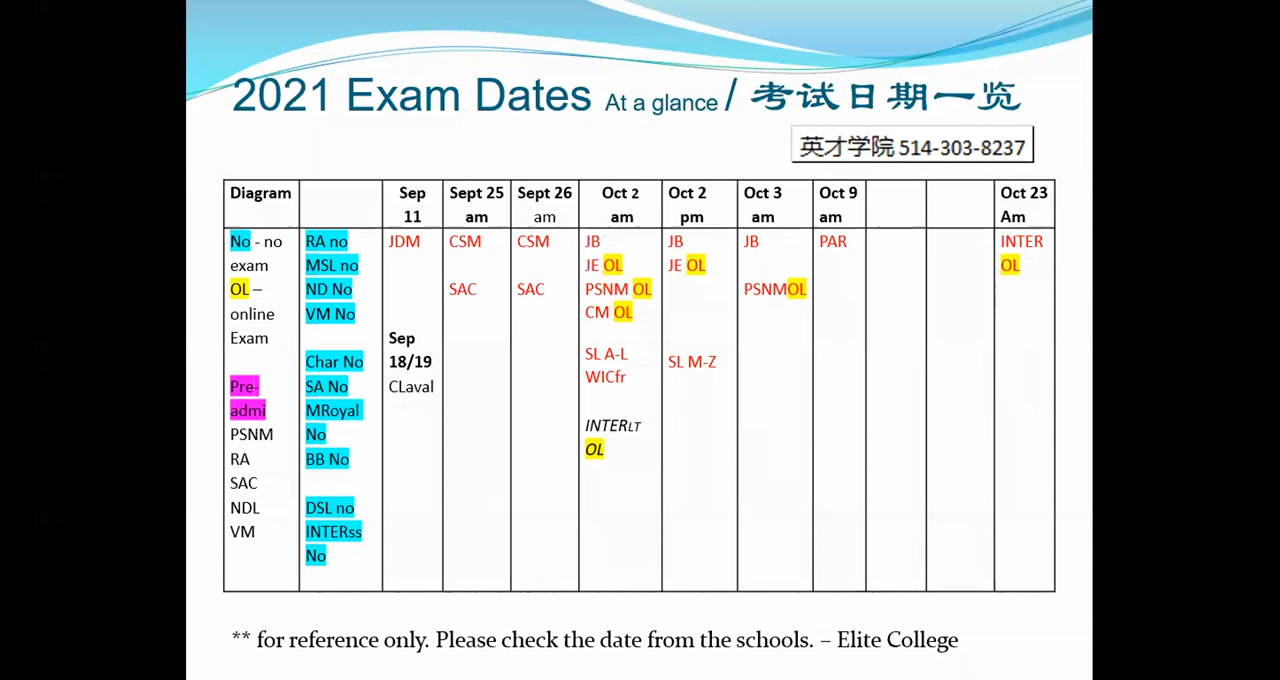 2021 Exam Dates At a glance / 考试日期一览
英才学院 514-303-8237
Diagram
Sep
11
Sept 25
am
Sept 26
am
Oct 2
am
Oct 2
pm
Oct 3
am
Oct 9
am
Oct 23
Am
No - no
exam
OL –
online
Exam
Pre-
admi
PSNM
RA
SAC
NDL
VM
RA no
MSL no
ND No
VM No
Char No
SA No
MRoyal
No
BB No
DSL no
INTERss
No
JDM
Sep
18/19
CLaval
CSM
SAC
CSM
SAC
JB
JE OL
PSNM OL
CM OL
SL A-L
WICfr
INTERLT
OL
JB
JE OL
SL M-Z
JB
PSNMOL
PAR
INTER
OL
** for reference only. Please check the date from the schools. – Elite College